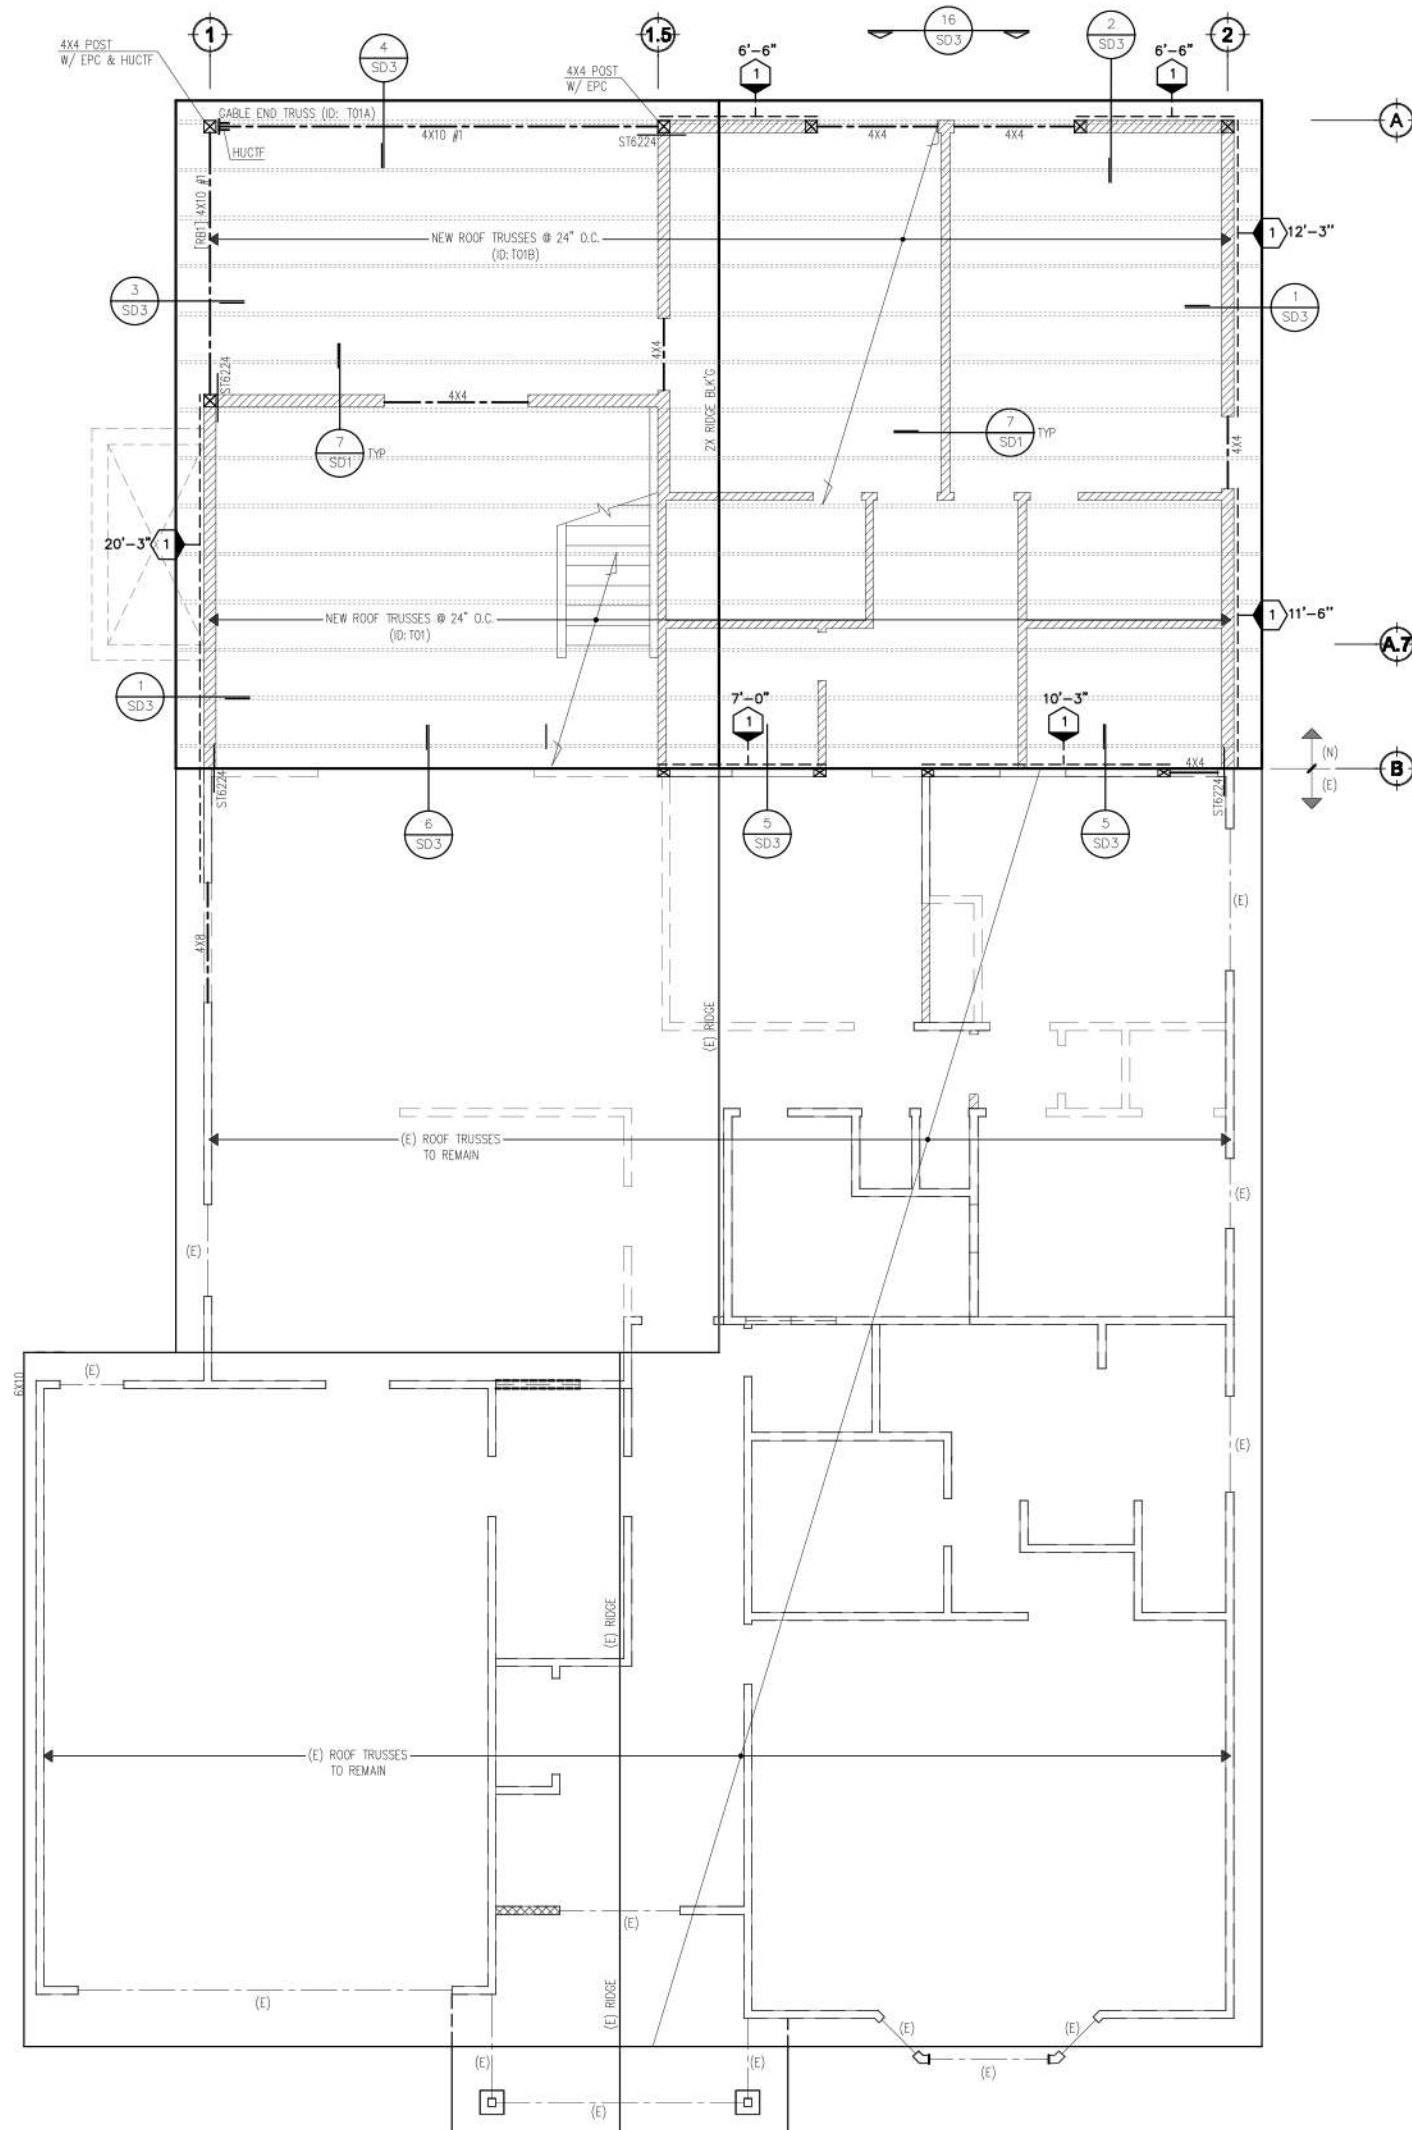 1
1.5
16
SD3
2
SD3
2
4X4 POST
W/ EPC & HUCTF
4
SD3
4X4 POST
W/ EPC
6'-6"
1
6'-6"
1
GABLE END TRUSS (ID: T01A)
4X10 #1
HUCTF
ST6224
4X4
4X4
A
[RB1] 4X10 #1
NEW ROOF TRUSSES @ 24" O.C.
(ID: T01B)
1
12'-3"
3
SD3
1
SD3
4X4
ST6224
4X4
2X RIDGE BLK'G
7
SD1
TYP
7
SD1
TYP
4X4
20'-3"
1
NEW ROOF TRUSSES @ 24" O.C.
(ID: T01)
1
11'-6"
A.7
1
SD3
7'-0"
1
10'-3"
1
(N)
B
(E)
4X4
ST6224
ST6224
6
SD3
5
SD3
5
SD3
(E)
4X8
(E) RIDGE
(E) ROOF TRUSSES
TO REMAIN
(E)
(E)
6X10
(E)
(E)
(E) RIDGE
(E) ROOF TRUSSES
TO REMAIN
(E)
(E)
(E) RIDGE
(E)
(E)
(E)
(E)
(E)
(E)